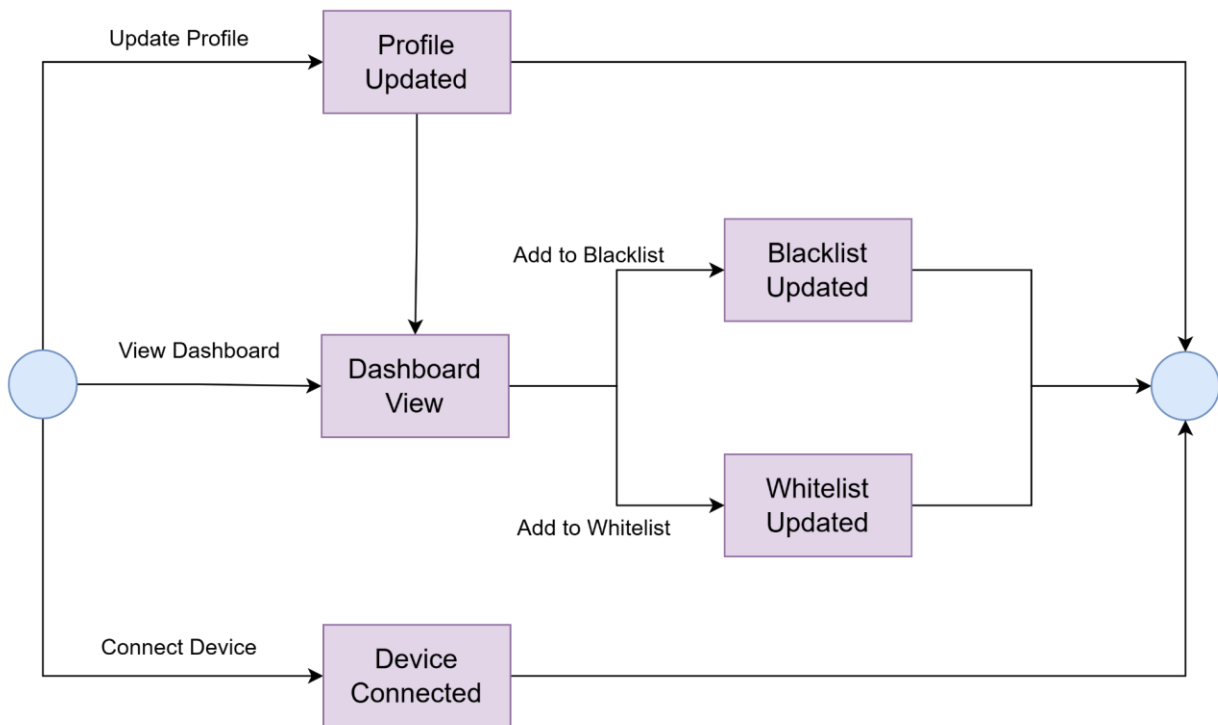 Update Profile
Profile
Updated
Add to Blacklist
Blacklist
Updated
View Dashboard
Dashboard
View
Add to Whitelist
Whitelist
Updated
Connect Device
Device
Connected